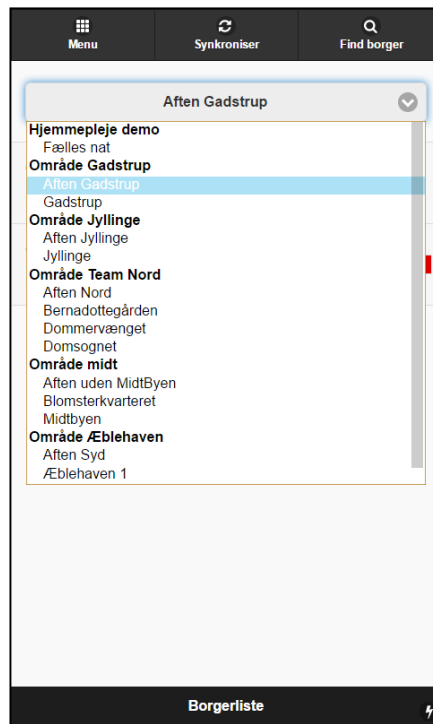 Menu Synkroniser Find borger
Aften Gadstrup
Hjemmepleje demo
Fælles nat
Område Gadstrup
Aften Gadstrup
Gadstrup
Område Jyllinge
Aften Jyllinge
Jyllinge
Område Team Nord
Aften Nord
Bernadottegården
Dommervænget
Domsognet
Område midt
Aften uden MidtByen
Blomsterkvarteret
Midtbyen
Område Æblehaven
Aften Syd
Æblehaven 1
Borgerliste